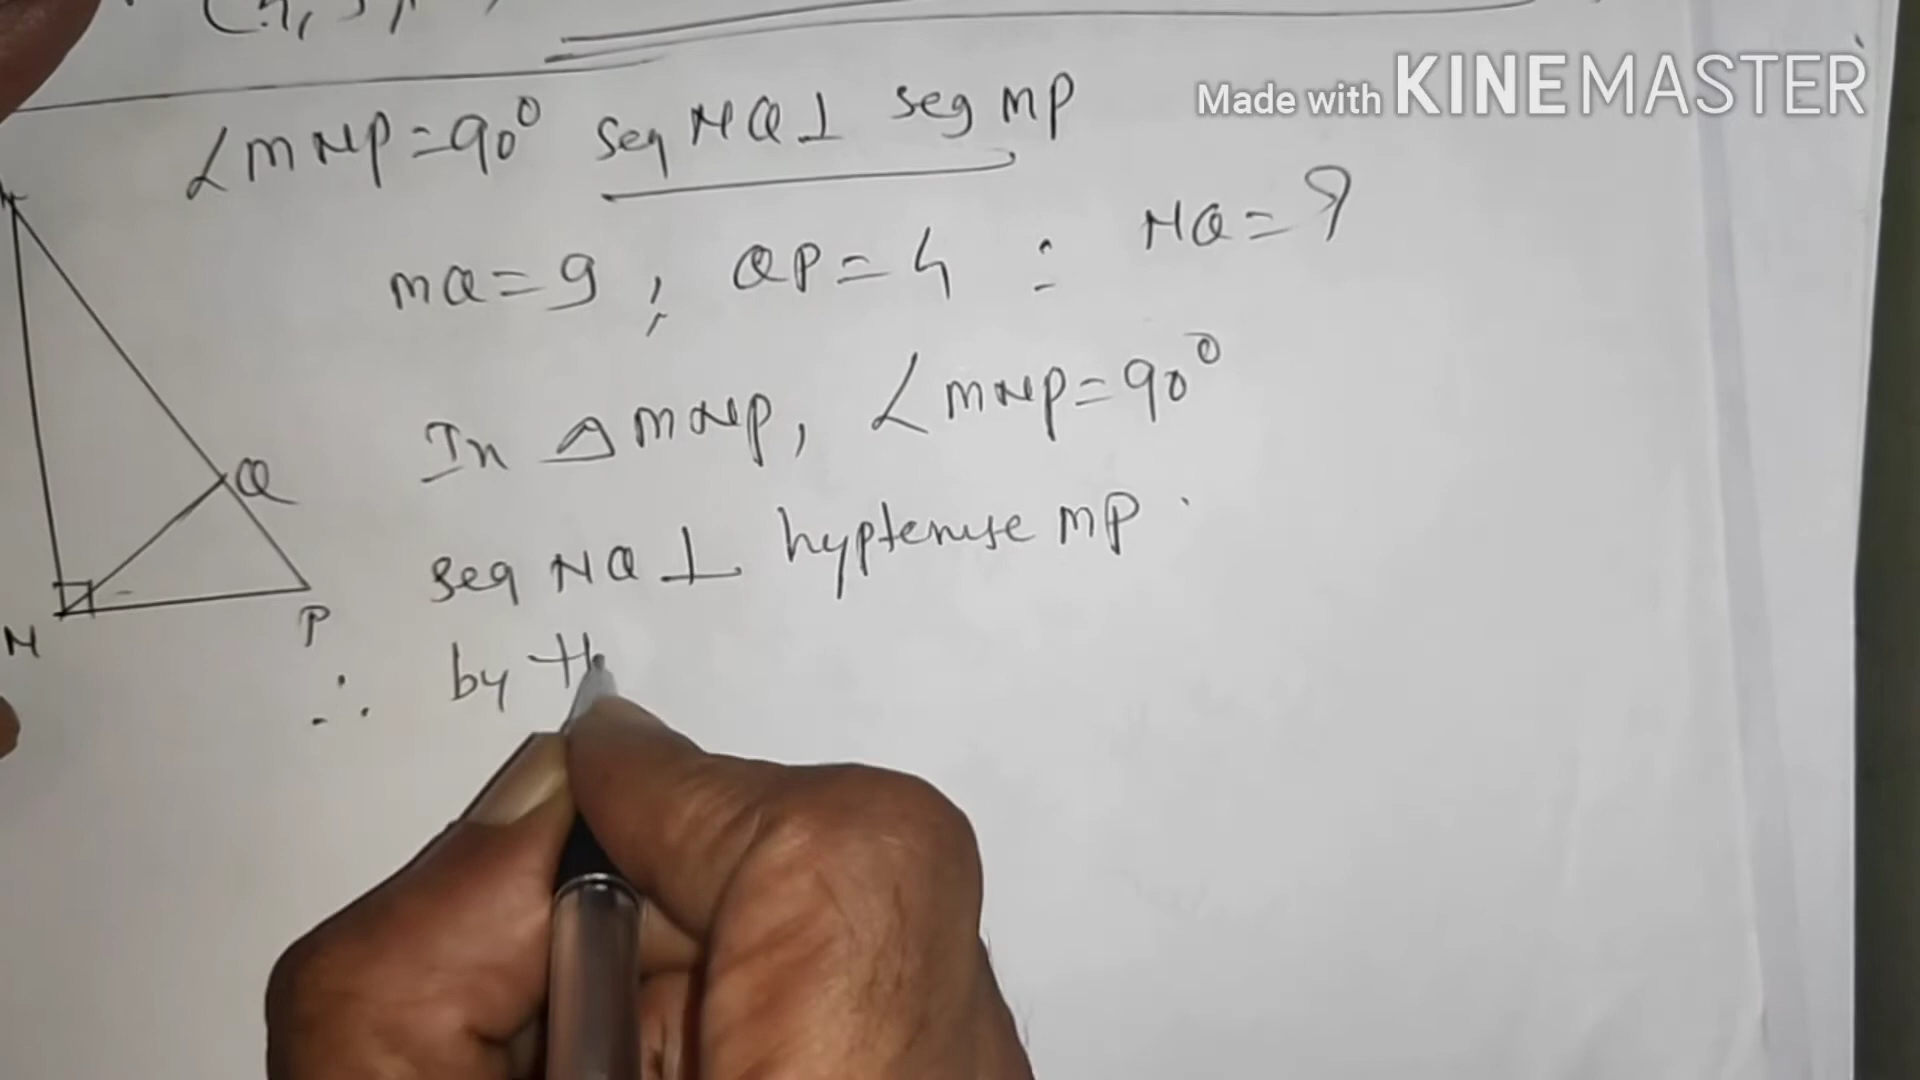 Made with KINEMASTER
∠MNP=90° seg NQ⊥ seg MP
MQ=9 ; QP=4 : NQ=?
In △MNP, ∠MNP=90°
Q
seg NQ⊥ hyptenuse MP.
N
P
∴ by th